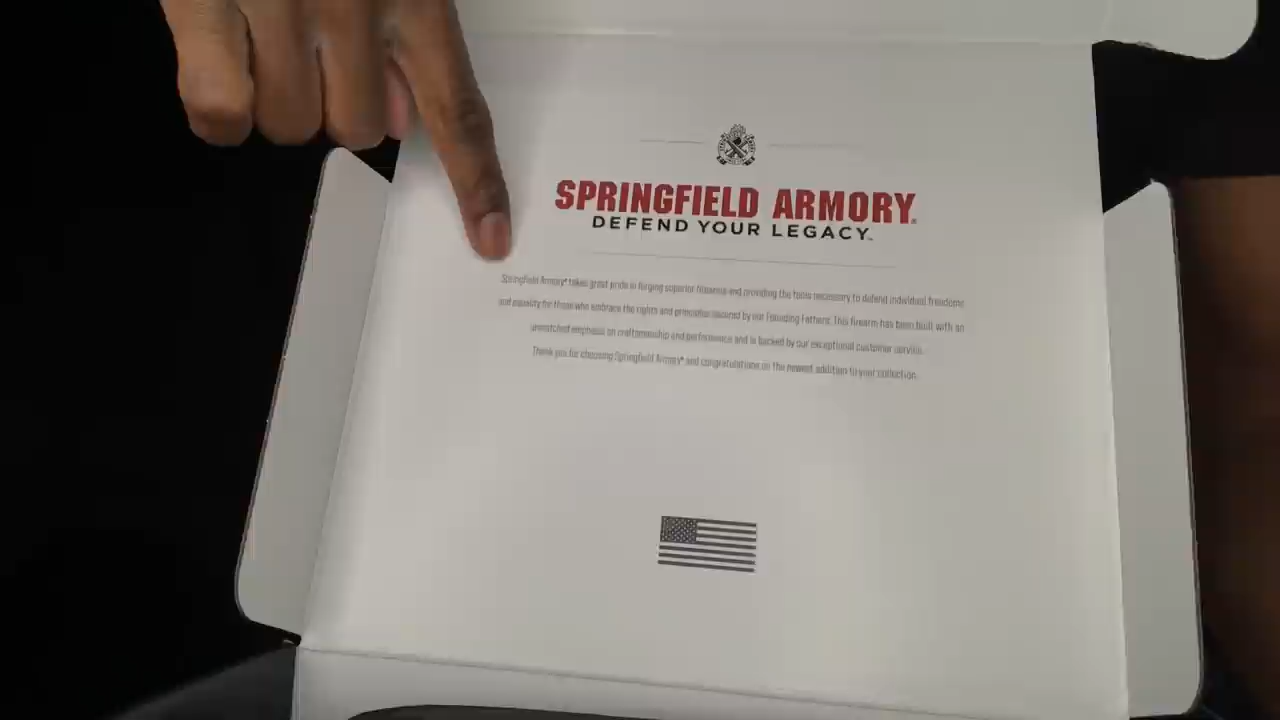 SPRINGFIELD ARMORY.
DEFEND YOUR LEGACY.™
Springfield Armory® takes great pride in forging superior firearms and providing the tools necessary to defend individual freedoms
and equality for those who embrace the rights and principles secured by our Founding Fathers. This firearm has been built with an
unmatched emphasis on craftsmanship and performance and is backed by our exceptional customer service.
Thank you for choosing Springfield Armory® and congratulations on the newest addition to your collection.